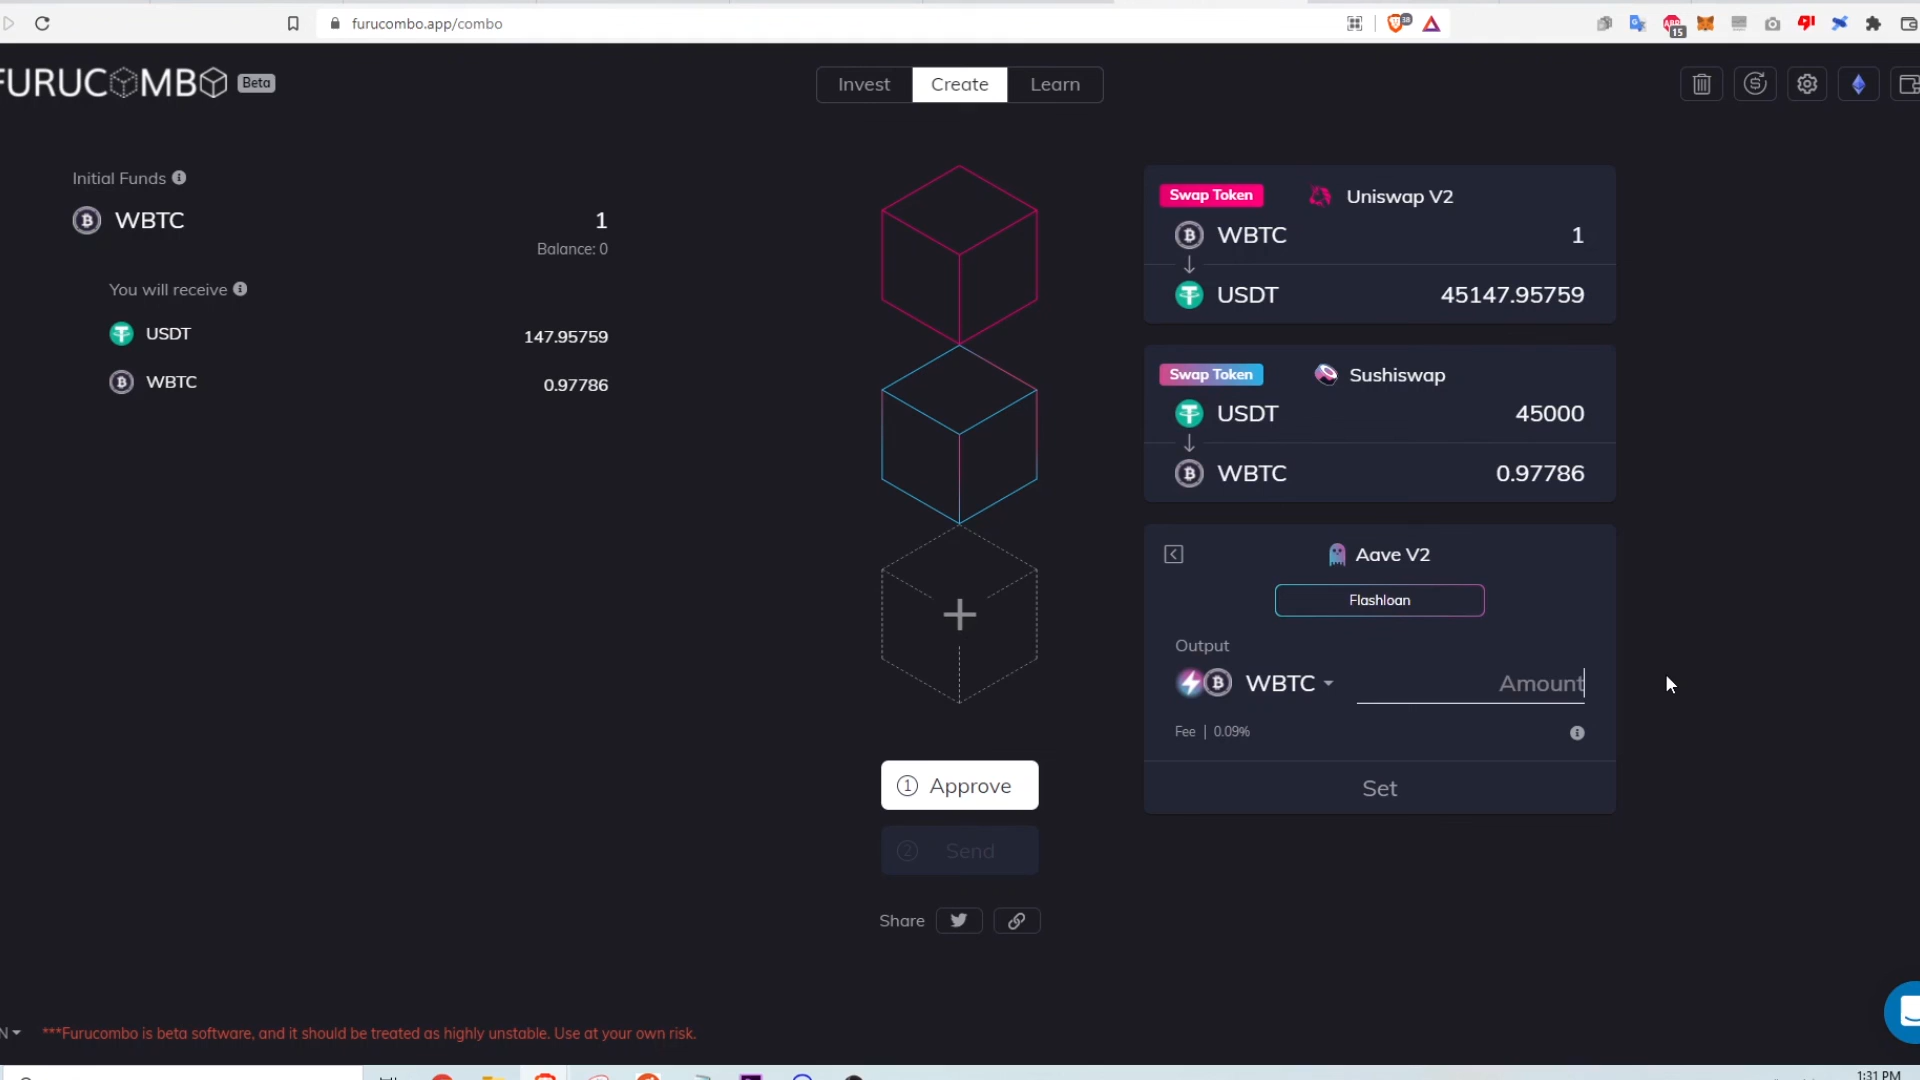 furucombo.app/combo
38
ABP
15
FURUCOMBO
Beta
Invest
Create
Learn
Initial Funds
WBTC
1
Balance: 0
You will receive
USDT
147.95759
WBTC
0.97786
Swap Token
Uniswap V2
WBTC
1
USDT
45147.95759
Swap Token
Sushiswap
USDT
45000
WBTC
0.97786
Aave V2
Flashloan
Output
WBTC
Amount
Fee | 0.09%
Set
1 Approve
2 Send
Share
***Furucombo is beta software, and it should be treated as highly unstable. Use at your own risk.
1:31 PM